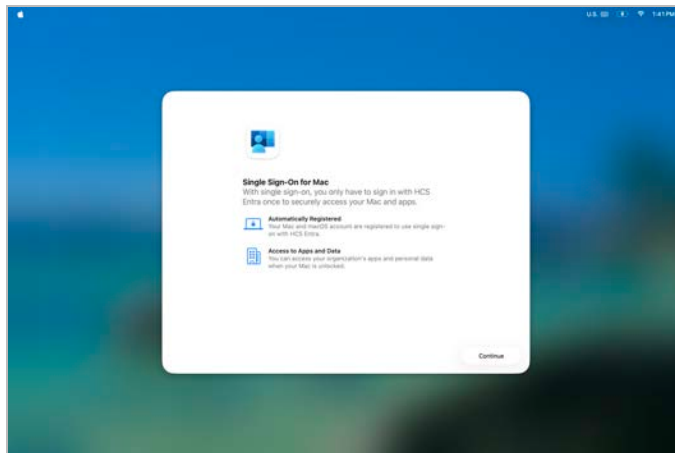 U.S.
1:41 PM
Single Sign-On for Mac
With single sign-on, you only have to sign in with HCS
Entra once to securely access your Mac and apps.
Automatically Registered
Your Mac and macOS account are registered to use single sign-
on with HCS Entra.
Access to Apps and Data
You can access your organization's apps and personal data
when your Mac is unlocked.
Continue